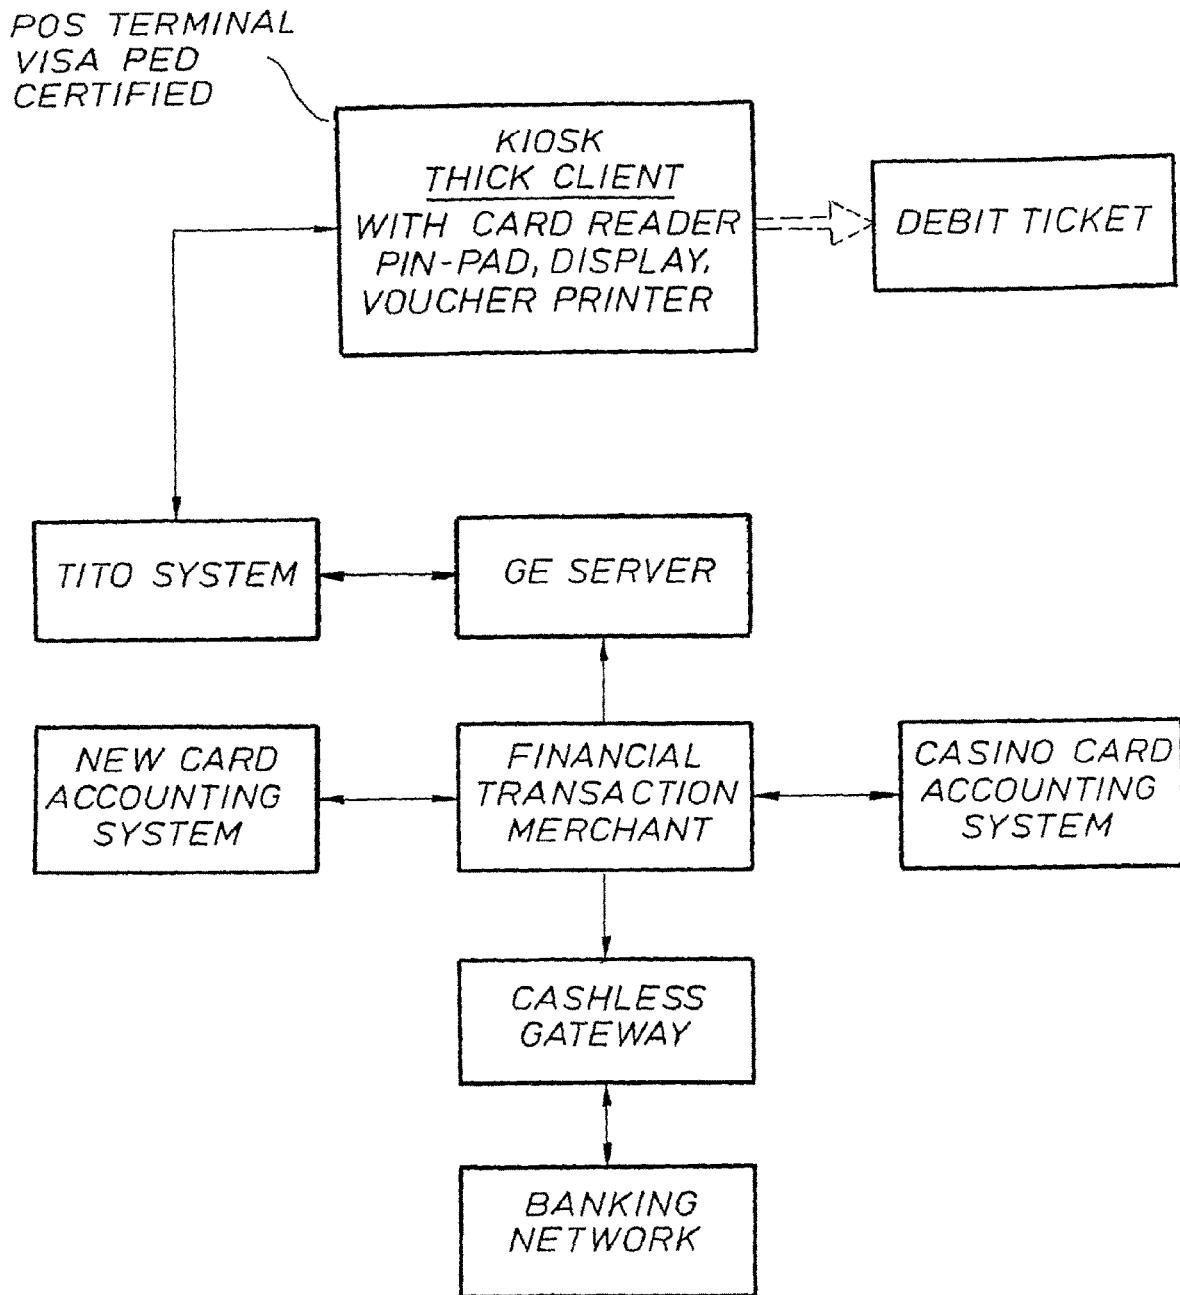 POS TERMINAL
VISA PED
CERTIFIED
KIOSK
THICK CLIENT
WITH CARD READER
PIN-PAD, DISPLAY,
VOUCHER PRINTER
DEBIT TICKET
TITO SYSTEM
GE SERVER
NEW CARD
ACCOUNTING
SYSTEM
FINANCIAL
TRANSACTION
MERCHANT
CASINO CARD
ACCOUNTING
SYSTEM
CASHLESS
GATEWAY
BANKING
NETWORK